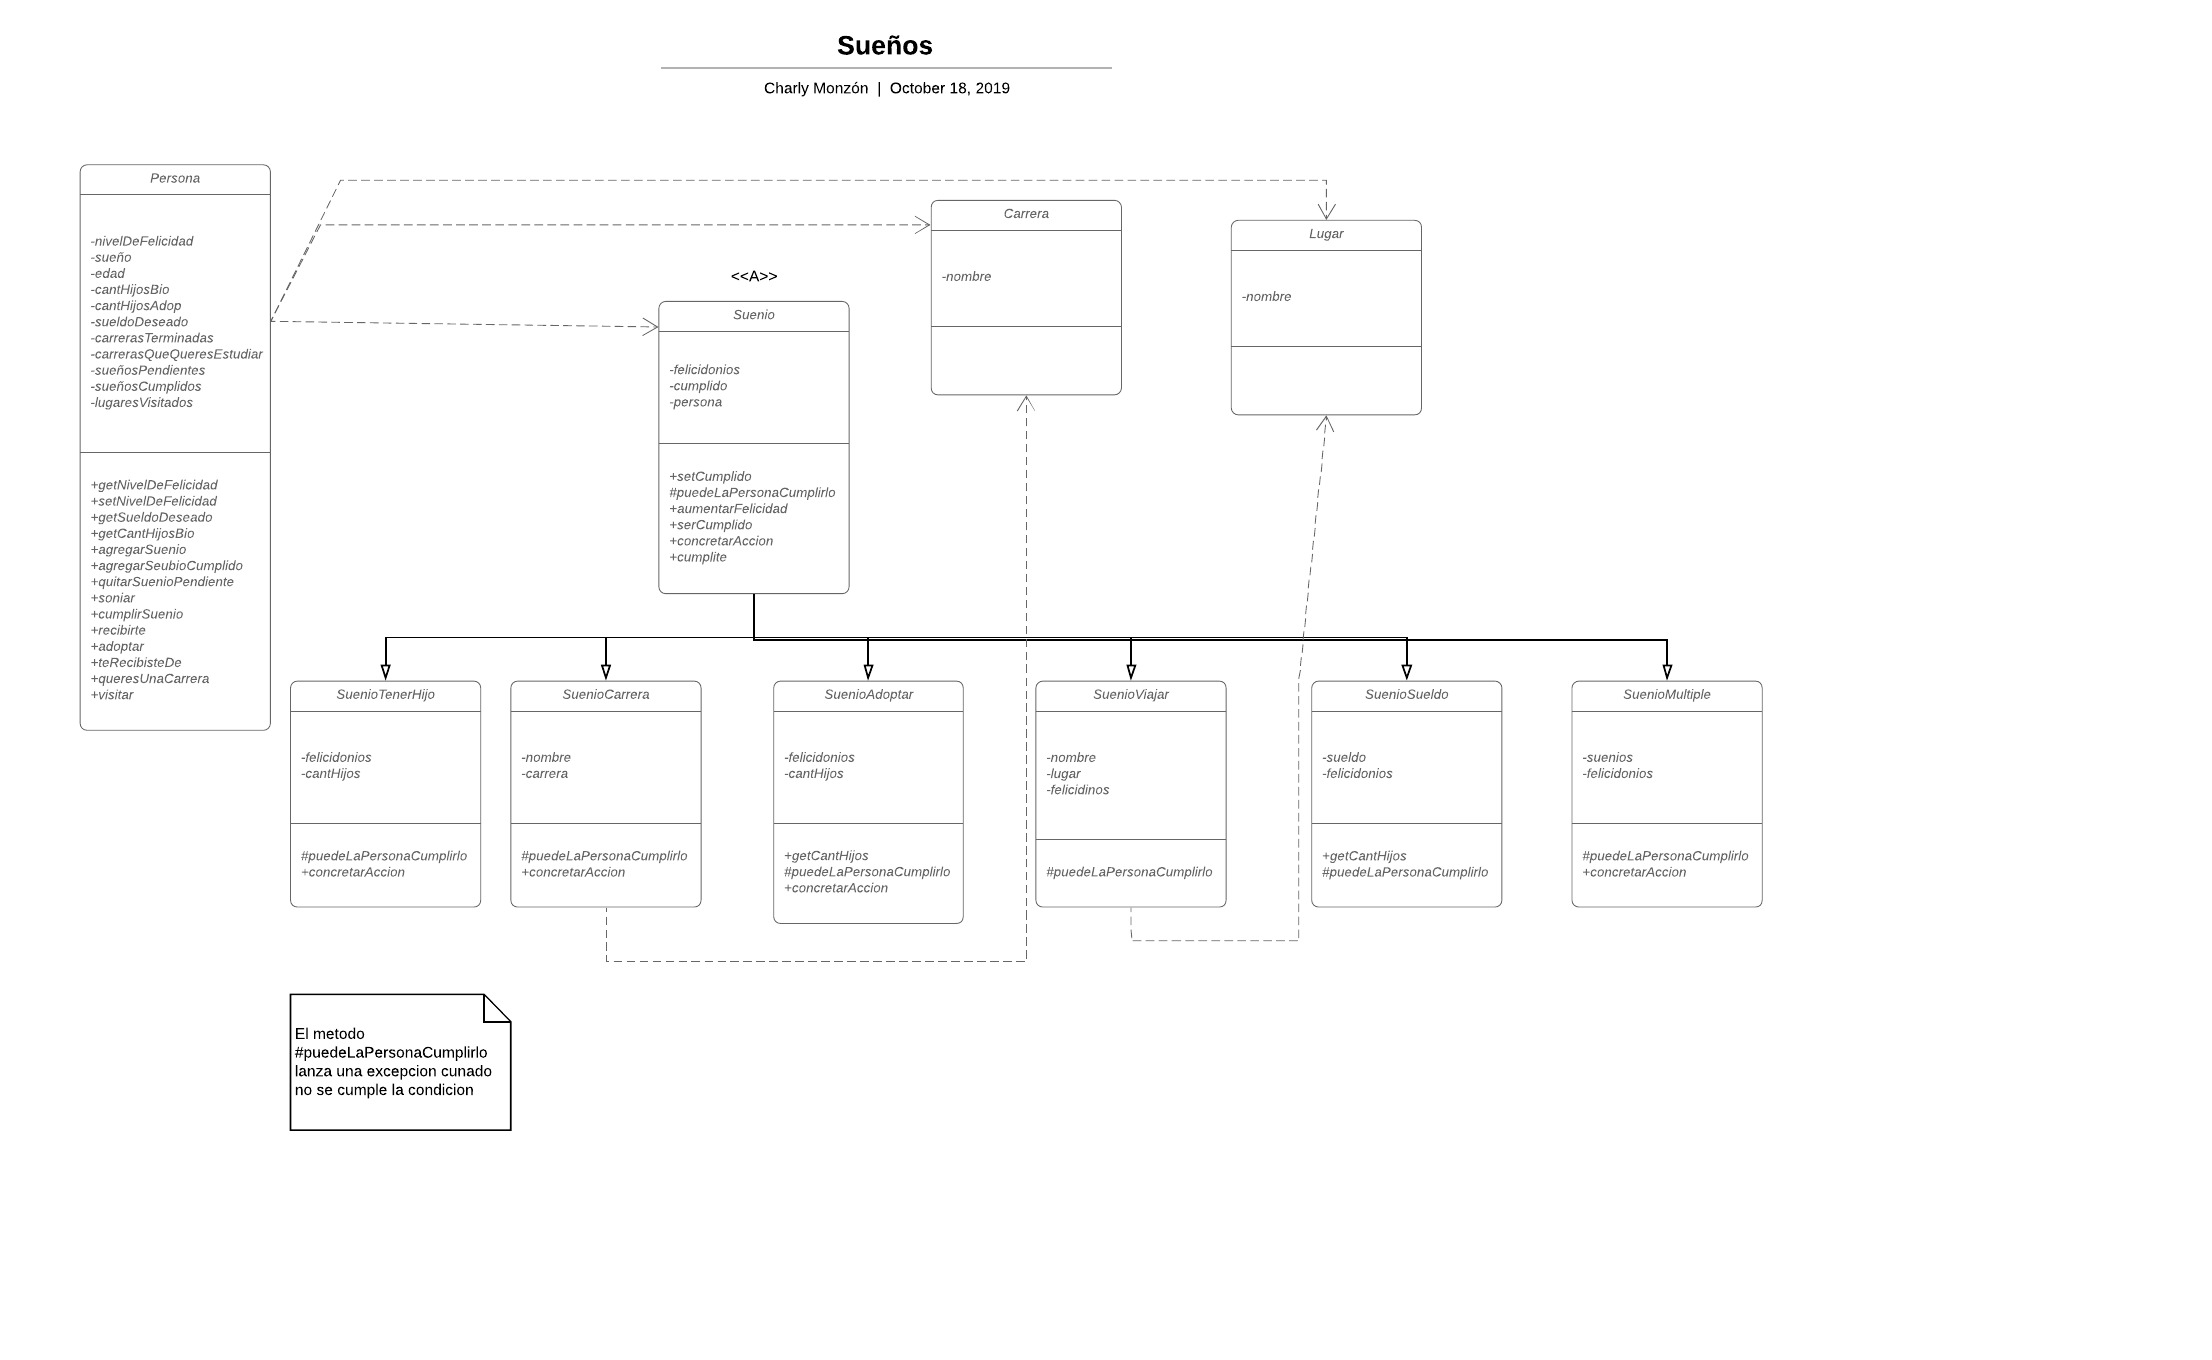 Sueños
Charly Monzón | October 18, 2019
Persona
-nivelDeFelicidad
-sueño
-edad
-cantHijosBio
-cantHijosAdop
-sueldoDeseado
-carrerasTerminadas
-carrerasQueQueresEstudiar
-sueñosPendientes
-sueñosCumplidos
-lugaresVisitados
+getNivelDeFelicidad
+setNivelDeFelicidad
+getSueldoDeseado
+getCantHijosBio
+agregarSuenio
+agregarSeubioCumplido
+quitarSuenioPendiente
+soniar
+cumplirSuenio
+recibirte
+adoptar
+teRecibisteDe
+queresUnaCarrera
+visitar
<<A>>
Suenio
-felicidonios
-cumplido
-persona
+setCumplido
#puedeLaPersonaCumplirlo
+aumentarFelicidad
+serCumplido
+concretarAccion
+cumplite
Carrera
-nombre
Lugar
-nombre
SuenioTenerHijo
-felicidonios
-cantHijos
#puedeLaPersonaCumplirlo
+concretarAccion
SuenioCarrera
-nombre
-carrera
#puedeLaPersonaCumplirlo
+concretarAccion
SuenioAdoptar
-felicidonios
-cantHijos
+getCantHijos
#puedeLaPersonaCumplirlo
+concretarAccion
SuenioViajar
-nombre
-lugar
-felicidinos
#puedeLaPersonaCumplirlo
SuenioSueldo
-sueldo
-felicidonios
+getCantHijos
#puedeLaPersonaCumplirlo
SuenioMultiple
-suenios
-felicidonios
#puedeLaPersonaCumplirlo
+concretarAccion
El metodo
#puedeLaPersonaCumplirlo
lanza una excepcion cunado
no se cumple la condicion